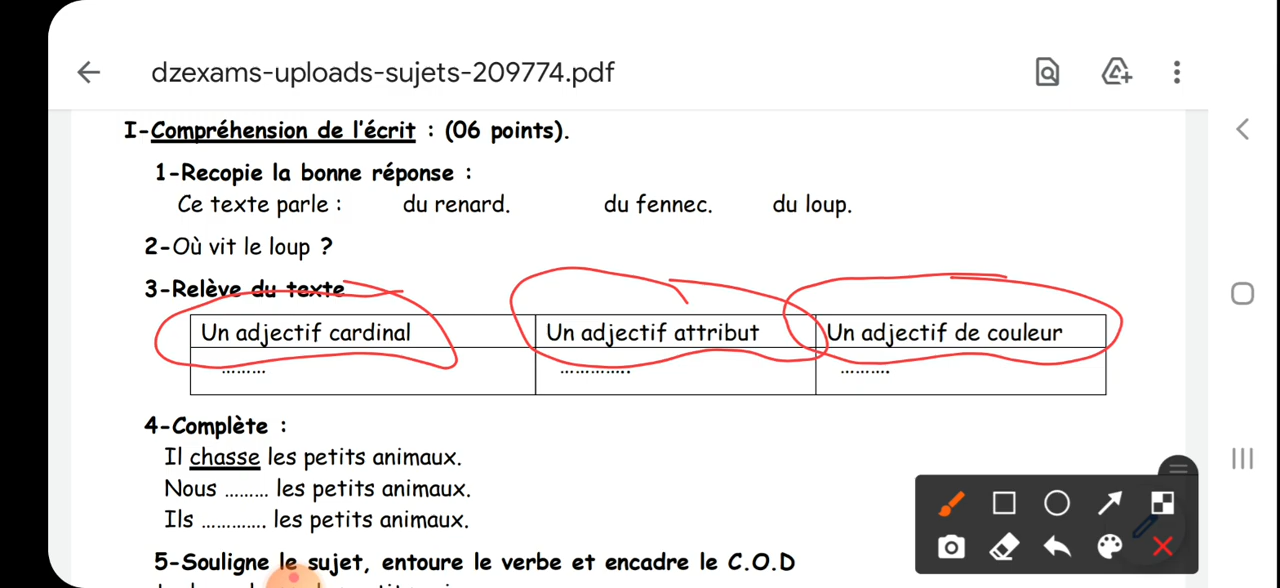 dzexams-uploads-sujets-209774.pdf
I-Compréhension de l'écrit : (06 points).
1-Recopie la bonne réponse :
Ce texte parle : du renard. du fennec. du loup.
2-Où vit le loup ?
3-Relève du texte
Un adjectif cardinal Un adjectif attribut Un adjectif de couleur
......... ............. .........
4-Complète :
Il chasse les petits animaux.
Nous ......... les petits animaux.
Ils ............. les petits animaux.
5-Souligne le sujet, entoure le verbe et encadre le C.O.D